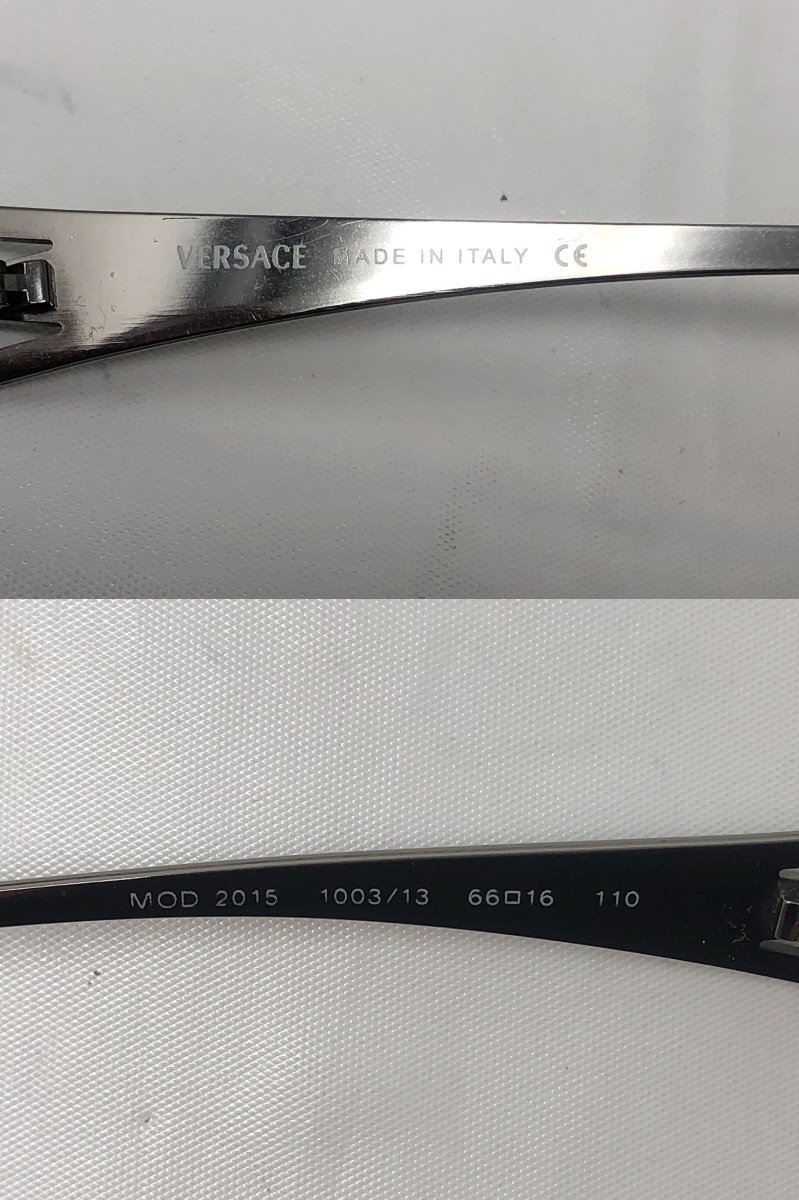 VERSACE MADE IN ITALY CE
MOD 2015 1003/13 66□16 110